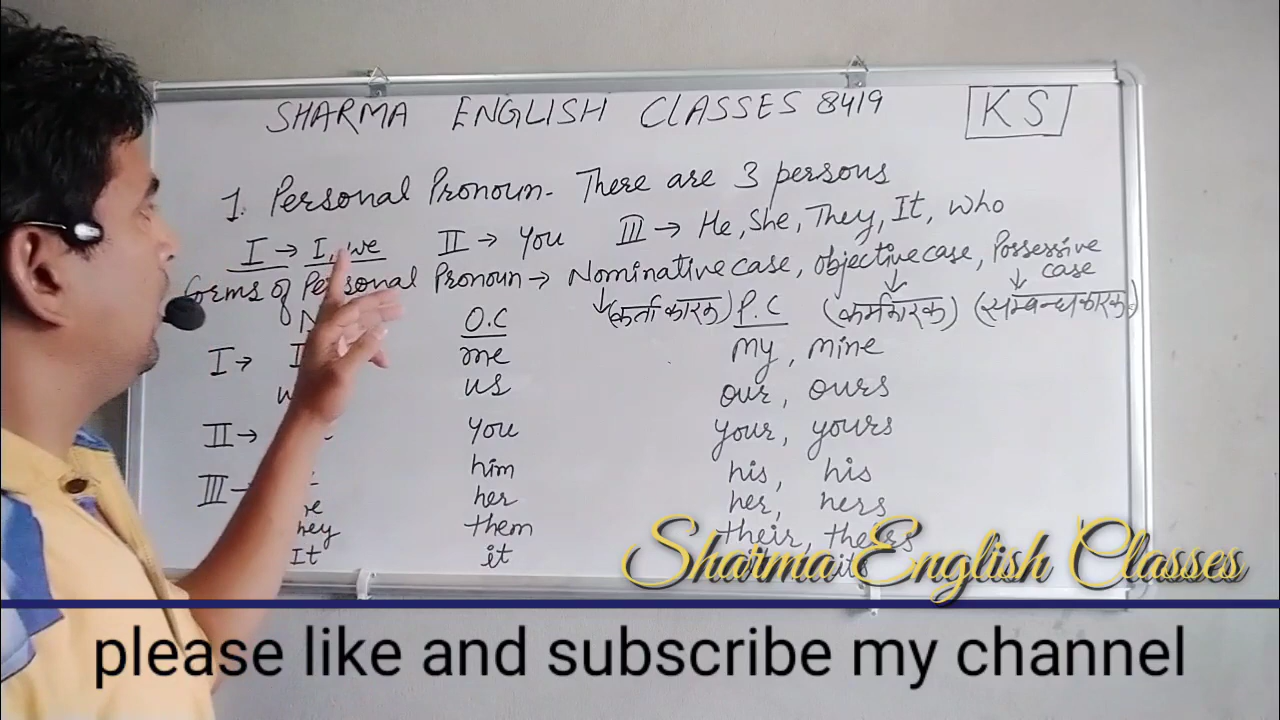 SHARMA ENGLISH CLASSES 8419 KS
1. Personal Pronoun- There are 3 persons
I → I, we II → You III → He, She, They, It, Who
Forms of Personal Pronoun → Nominative case, objective case, Possessive case
(कर्ता कारक) (कर्मकारक) (सम्बन्धकारक)
O.C P.C
I → me my, mine
us our, ours
II → you your, yours
III → him his, his
her her, hers
they them their, theirs
It it its
Sharma English Classes
please like and subscribe my channel